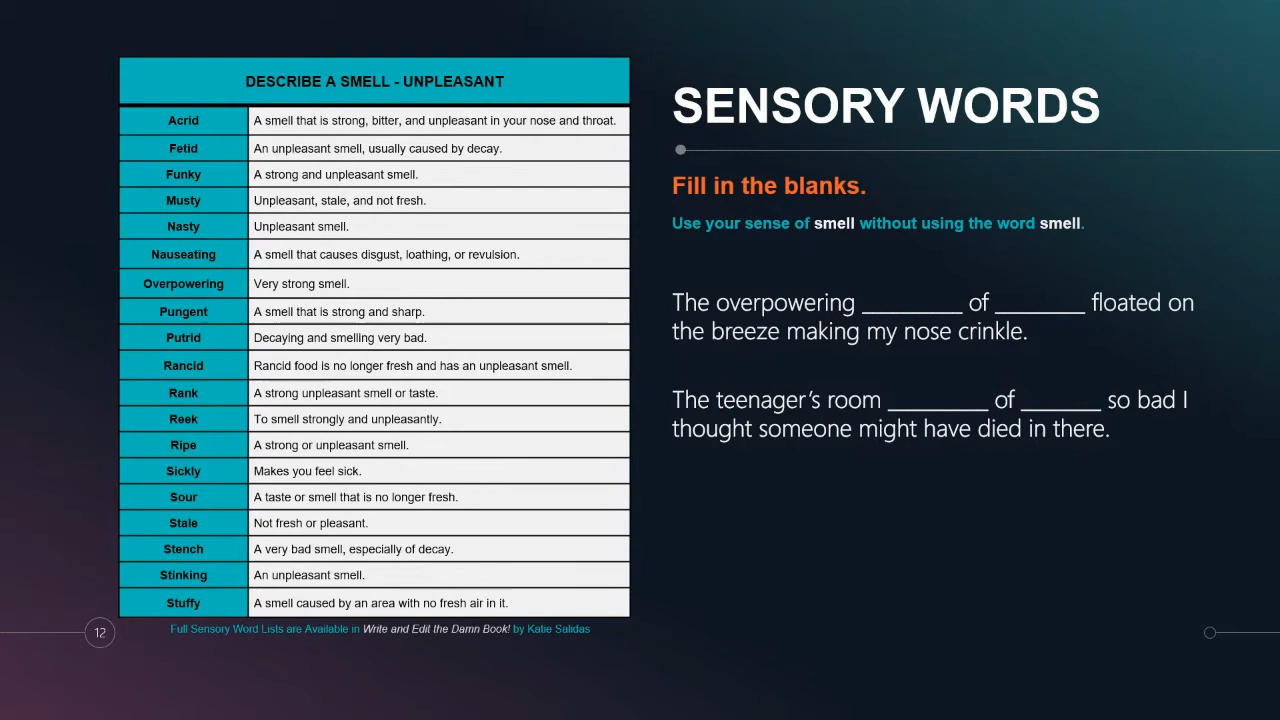 DESCRIBE A SMELL - UNPLEASANT
Acrid A smell that is strong, bitter, and unpleasant in your nose and throat.
Fetid An unpleasant smell, usually caused by decay.
Funky A strong and unpleasant smell.
Musty Unpleasant, stale, and not fresh.
Nasty Unpleasant smell.
Nauseating A smell that causes disgust, loathing, or revulsion.
Overpowering Very strong smell.
Pungent A smell that is strong and sharp.
Putrid Decaying and smelling very bad.
Rancid Rancid food is no longer fresh and has an unpleasant smell.
Rank A strong unpleasant smell or taste.
Reek To smell strongly and unpleasantly.
Ripe A strong or unpleasant smell.
Sickly Makes you feel sick.
Sour A taste or smell that is no longer fresh.
Stale Not fresh or pleasant.
Stench A very bad smell, especially of decay.
Stinking An unpleasant smell.
Stuffy A smell caused by an area with no fresh air in it.
Full Sensory Word Lists are Available in Write and Edit the Damn Book! by Katie Salidas
12
SENSORY WORDS
Fill in the blanks.
Use your sense of smell without using the word smell.
The overpowering ________ of _______ floated on
the breeze making my nose crinkle.
The teenager's room ________ of ______ so bad I
thought someone might have died in there.